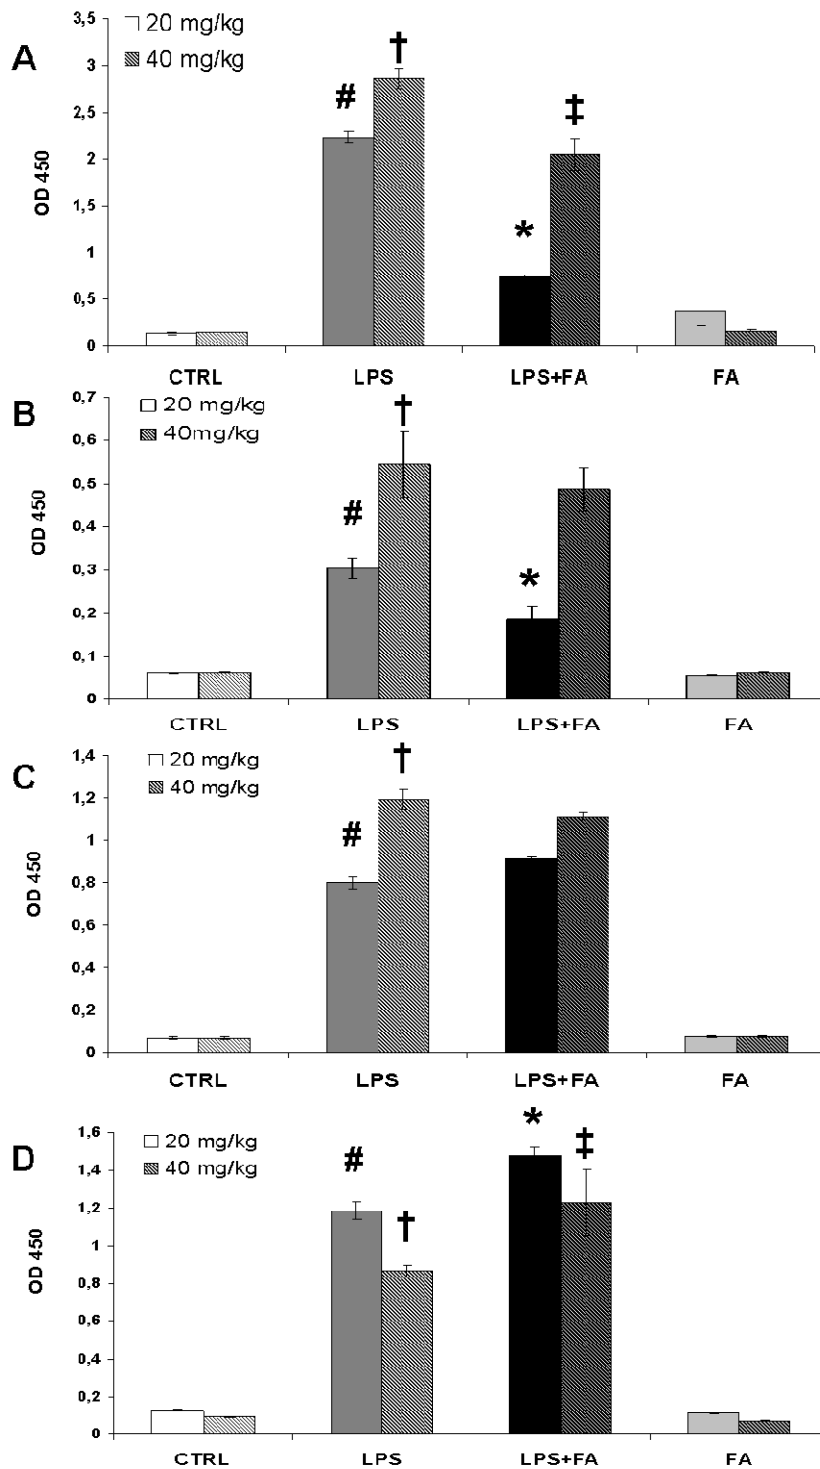 A
20 mg/kg
40 mg/kg
OD 450
3,5
3
2,5
2
1,5
1
0,5
0
#
†
*
‡
CTRL LPS LPS+FA FA
B
20 mg/kg
40mg/kg
OD 450
0,7
0,6
0,5
0,4
0,3
0,2
0,1
0
#
†
*
CTRL LPS LPS+FA FA
C
20 mg/kg
40 mg/kg
OD 450
1,4
1,2
1
0,8
0,6
0,4
0,2
0
#
†
CTRL LPS LPS+FA FA
D
20 mg/kg
40 mg/kg
OD 450
1,6
1,4
1,2
1
0,8
0,6
0,4
0,2
0
#
†
*
‡
CTRL LPS LPS+FA FA